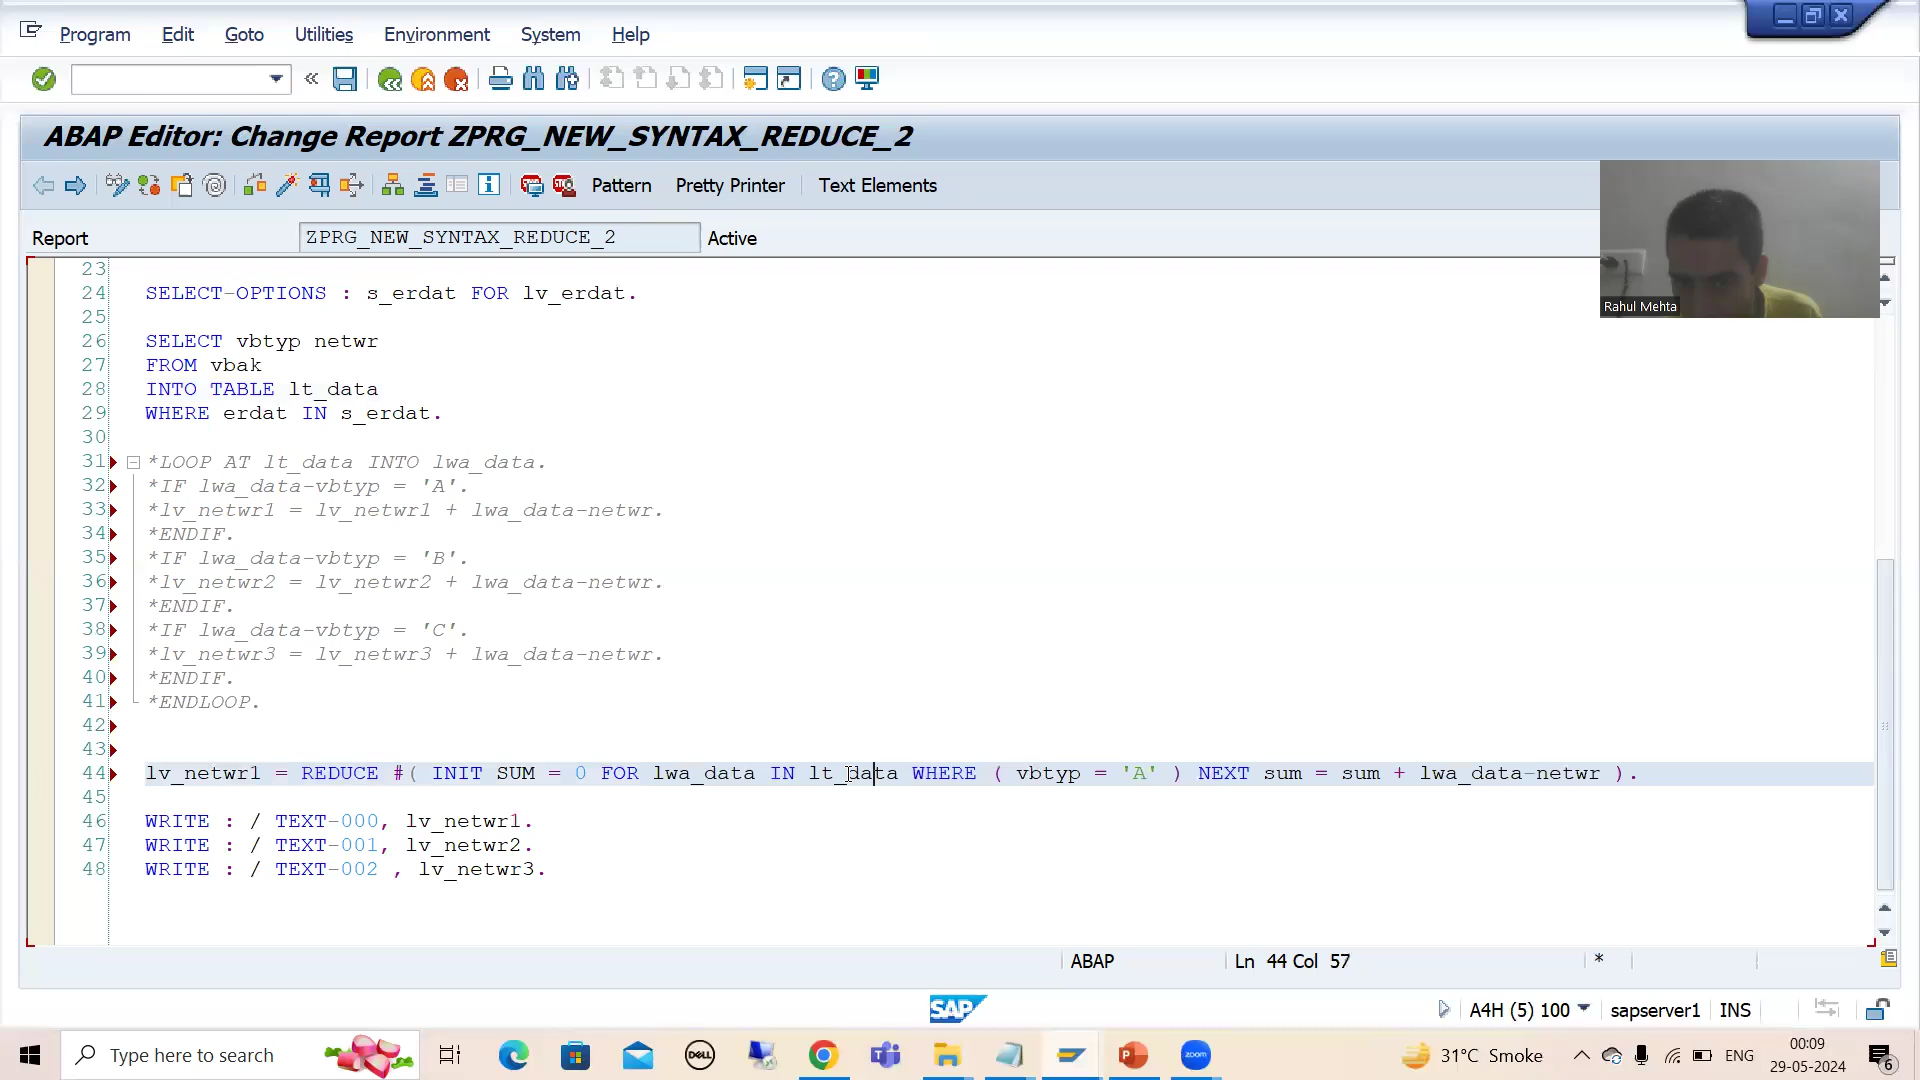 Program Edit Goto Utilities Environment System Help
ABAP Editor: Change Report ZPRG_NEW_SYNTAX_REDUCE_2
Pattern Pretty Printer Text Elements
Report ZPRG_NEW_SYNTAX_REDUCE_2 Active
Rahul Mehta
23
24 SELECT-OPTIONS : s_erdat FOR lv_erdat.
25
26 SELECT vbtyp netwr
27 FROM vbak
28 INTO TABLE lt_data
29 WHERE erdat IN s_erdat.
30
31 *LOOP AT lt_data INTO lwa_data.
32 *IF lwa_data-vbtyp = 'A'.
33 *lv_netwr1 = lv_netwr1 + lwa_data-netwr.
34 *ENDIF.
35 *IF lwa_data-vbtyp = 'B'.
36 *lv_netwr2 = lv_netwr2 + lwa_data-netwr.
37 *ENDIF.
38 *IF lwa_data-vbtyp = 'C'.
39 *lv_netwr3 = lv_netwr3 + lwa_data-netwr.
40 *ENDIF.
41 *ENDLOOP.
42
43
44 lv_netwr1 = REDUCE #( INIT SUM = 0 FOR lwa_data IN lt_data WHERE ( vbtyp = 'A' ) NEXT sum = sum + lwa_data-netwr ).
45
46 WRITE : / TEXT-000, lv_netwr1.
47 WRITE : / TEXT-001, lv_netwr2.
48 WRITE : / TEXT-002 , lv_netwr3.
ABAP Ln 44 Col 57 *
SAP A4H (5) 100 sapserver1 INS
Type here to search DELL zoom 31°C Smoke ENG 00:09
29-05-2024 6